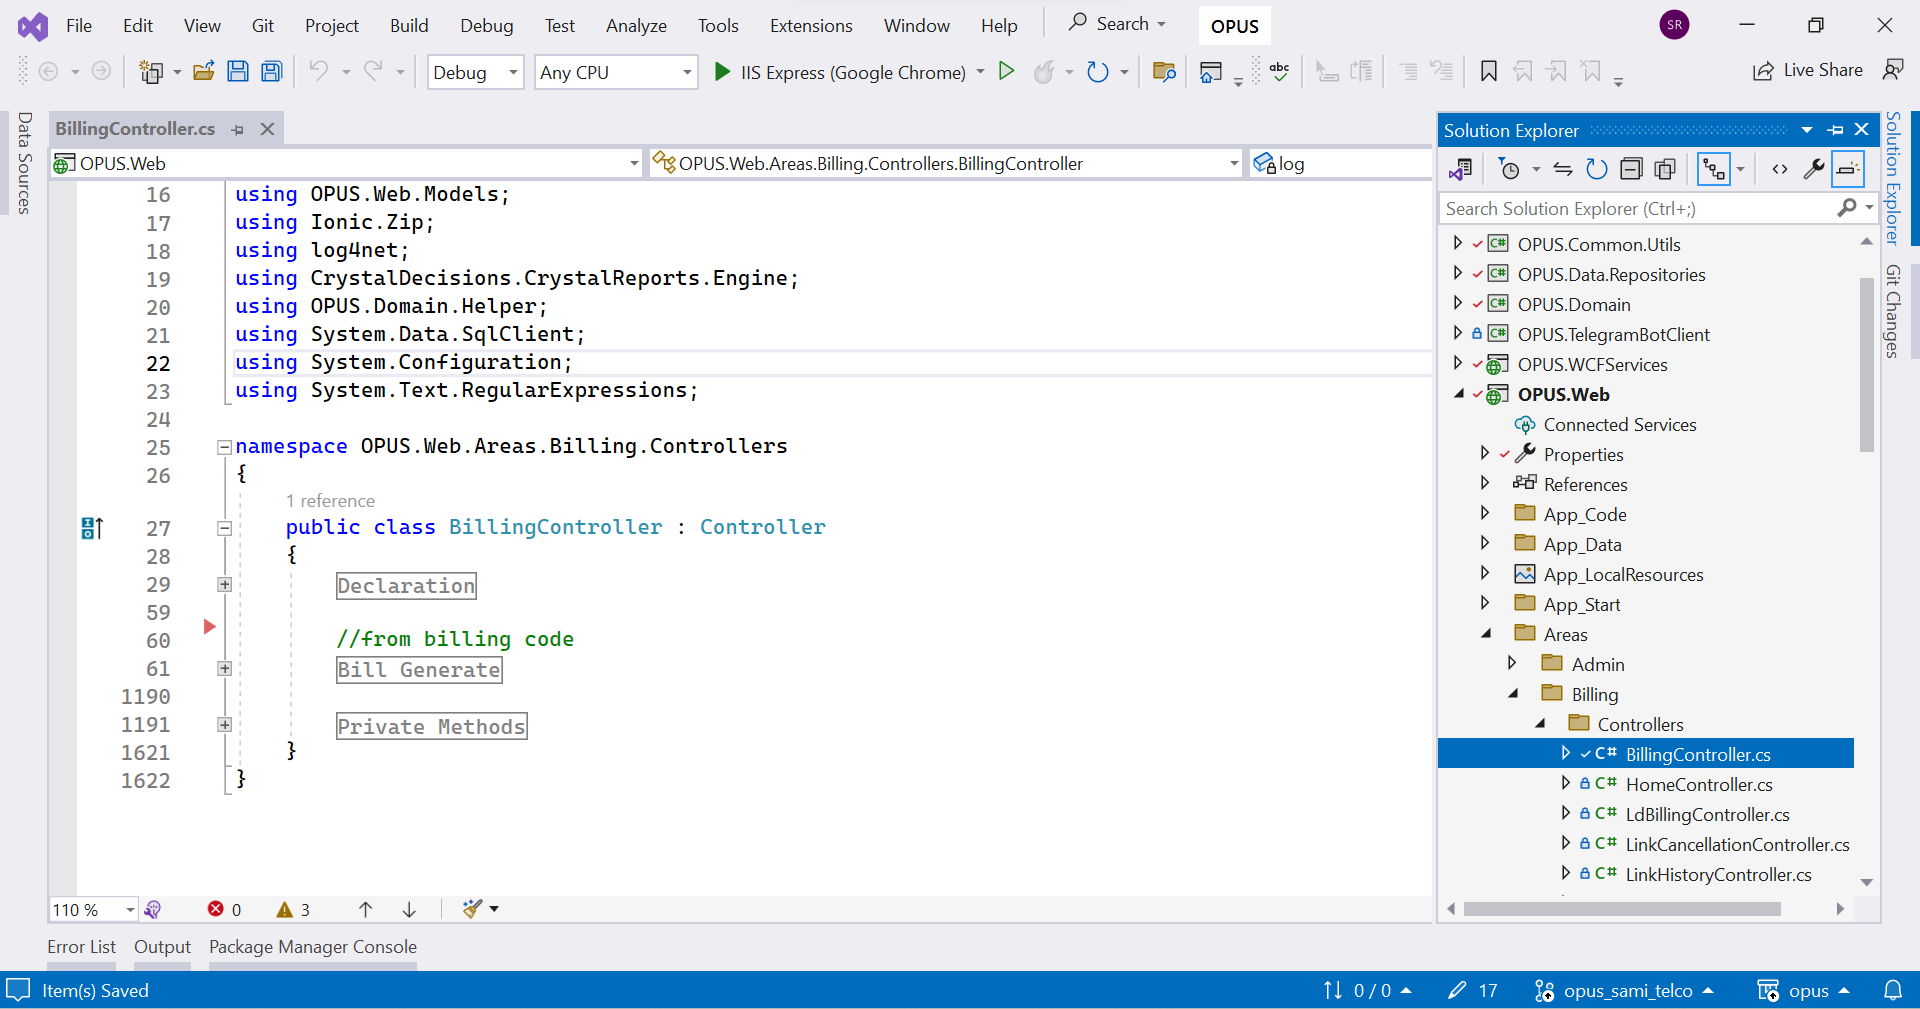 File Edit View Git Project Build Debug Test Analyze Tools Extensions Window Help Search OPUS SR
Debug Any CPU IIS Express (Google Chrome) abc Live Share
Data Sources
BillingController.cs
OPUS.Web OPUS.Web.Areas.Billing.Controllers.BillingController log
16 using OPUS.Web.Models;
17 using Ionic.Zip;
18 using log4net;
19 using CrystalDecisions.CrystalReports.Engine;
20 using OPUS.Domain.Helper;
21 using System.Data.SqlClient;
22 using System.Configuration;
23 using System.Text.RegularExpressions;
24
25 namespace OPUS.Web.Areas.Billing.Controllers
26 {
1 reference
27 public class BillingController : Controller
28 {
29 Declaration
59
60 //from billing code
61 Bill Generate
1190
1191 Private Methods
1621 }
1622 }
110 % 0 3
Solution Explorer
Search Solution Explorer (Ctrl+;)
C# OPUS.Common.Utils
C# OPUS.Data.Repositories
C# OPUS.Domain
C# OPUS.TelegramBotClient
OPUS.WCFServices
OPUS.Web
Connected Services
Properties
References
App_Code
App_Data
App_LocalResources
App_Start
Areas
Admin
Billing
Controllers
C# BillingController.cs
C# HomeController.cs
C# LdBillingController.cs
C# LinkCancellationController.cs
C# LinkHistoryController.cs
Solution Explorer
Git Changes
Error List Output Package Manager Console
Item(s) Saved 0 / 0 17 opus_sami_telco opus